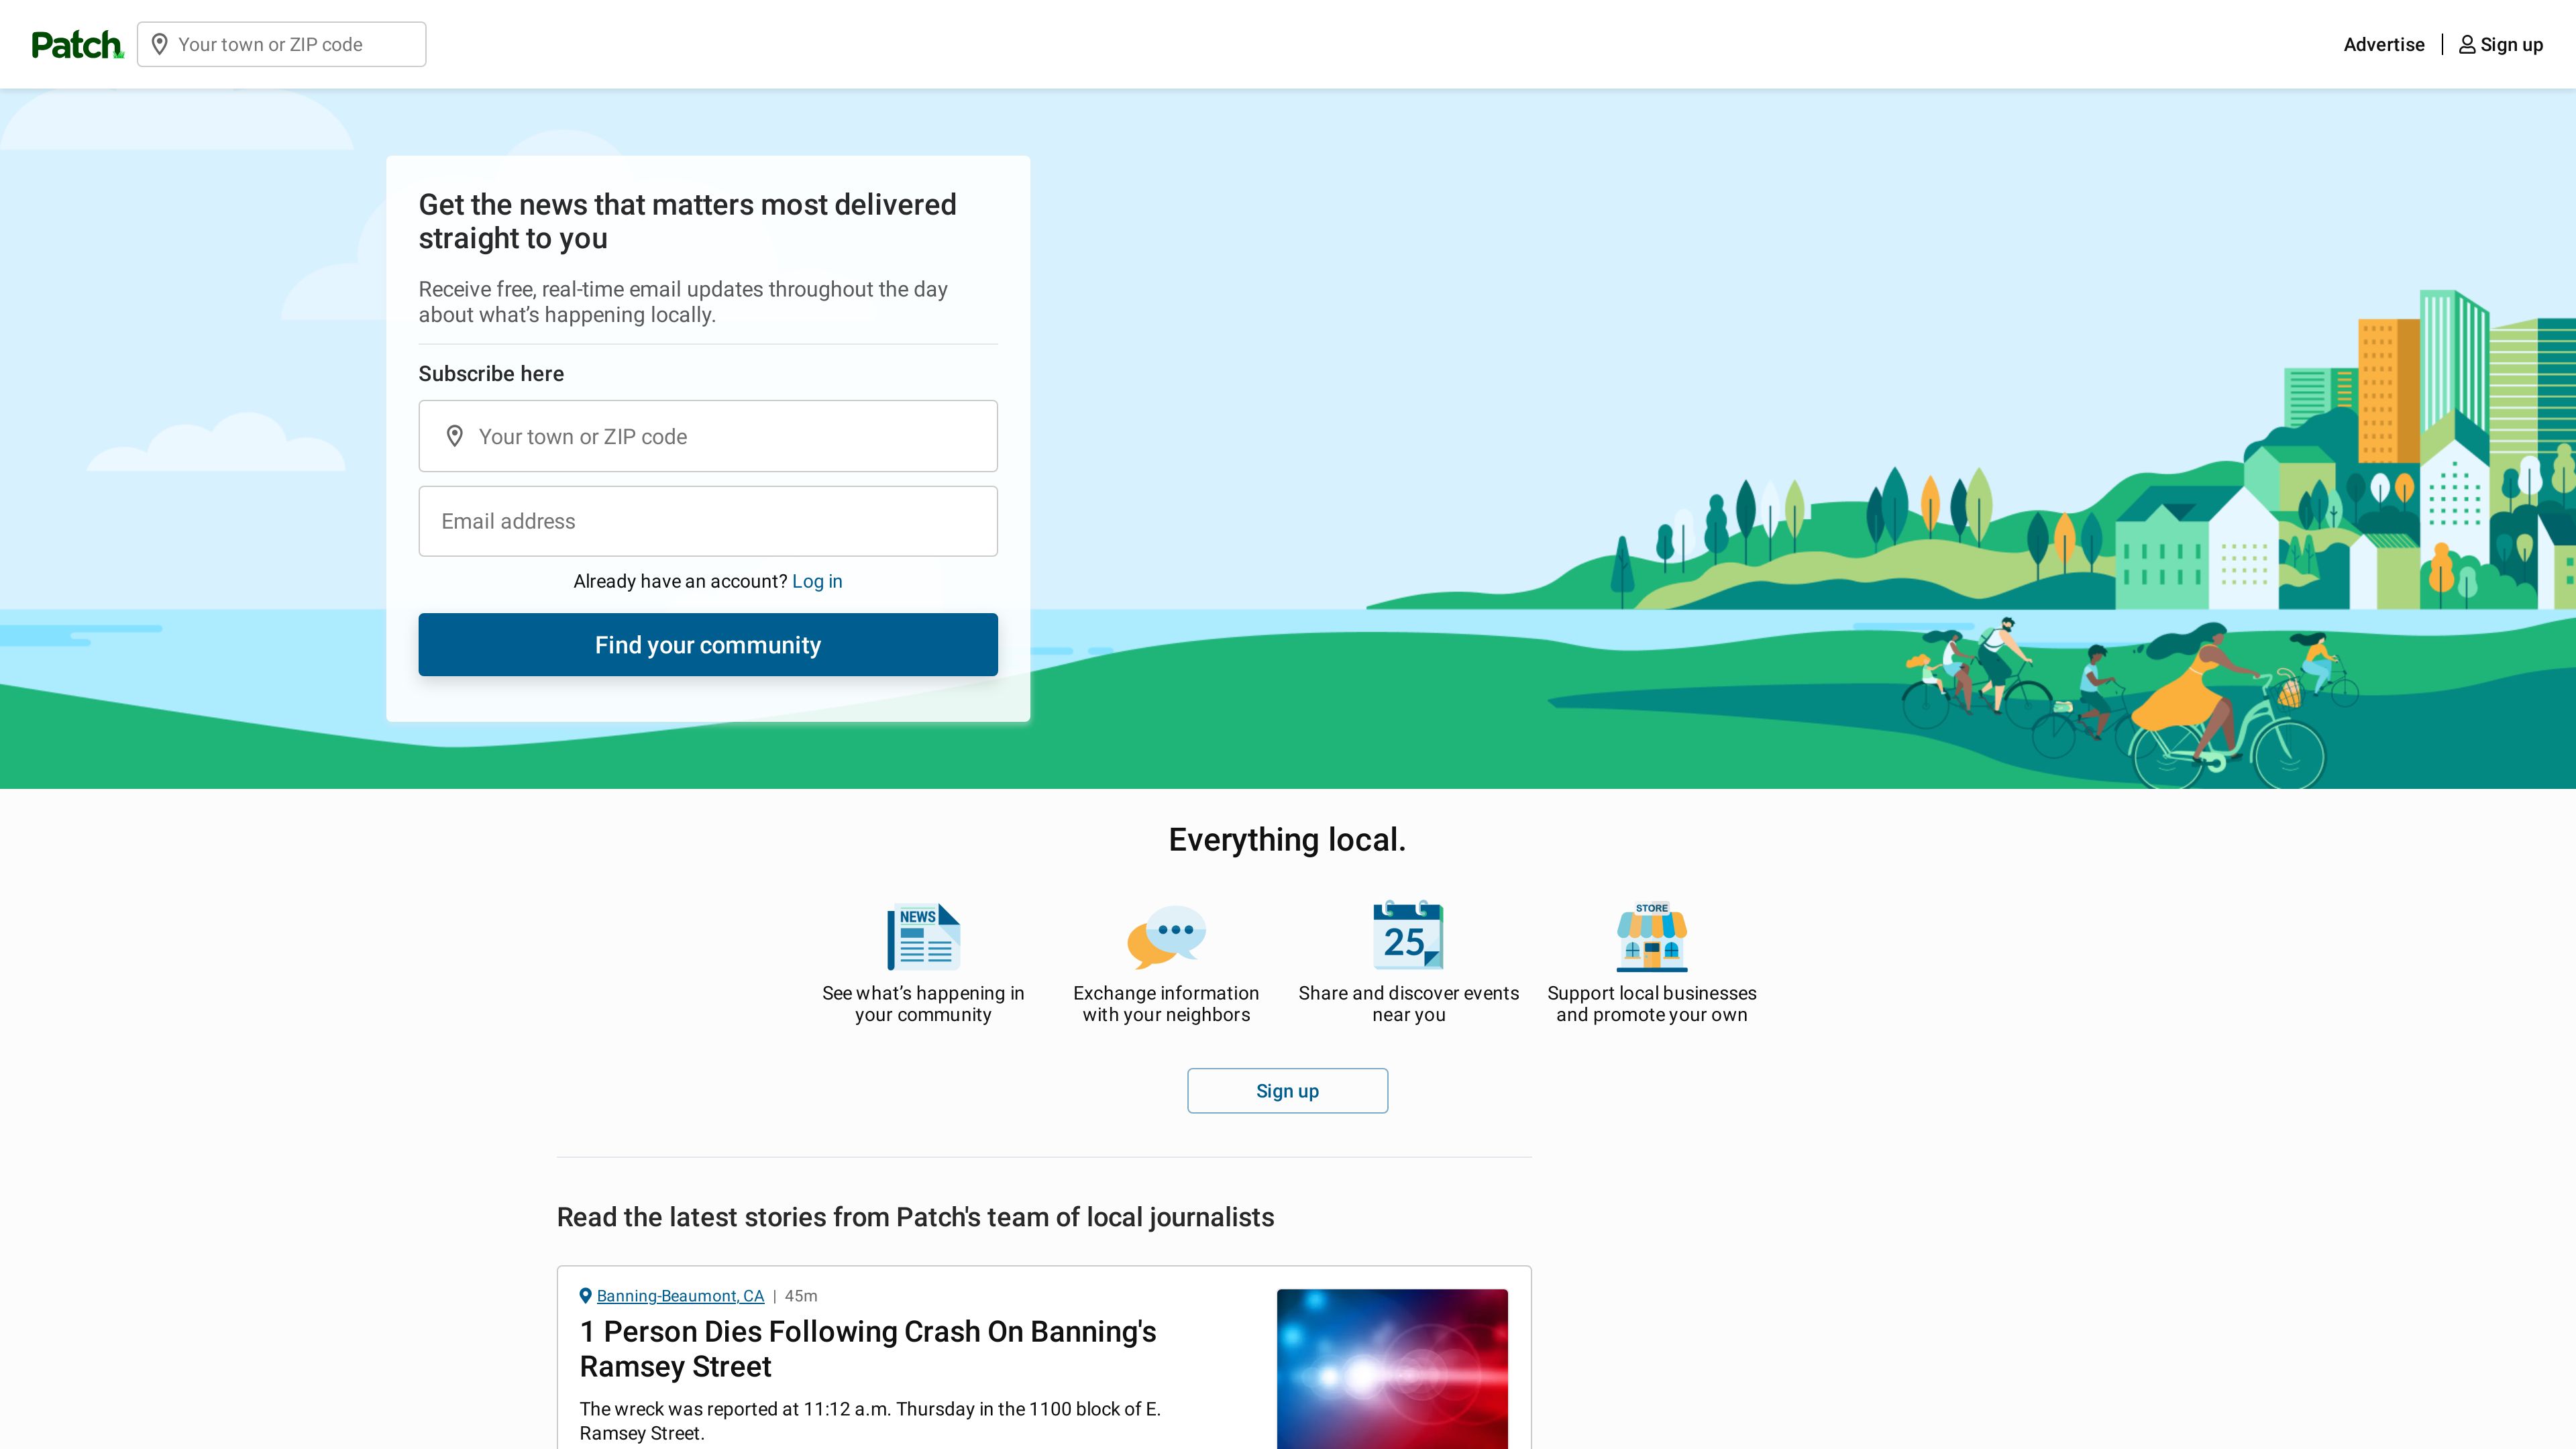 Patch
Your town or ZIP code
Advertise
Sign up
Get the news that matters most delivered
straight to you
Receive free, real-time email updates throughout the day
about what’s happening locally.
Subscribe here
Your town or ZIP code
Email address
Already have an account? Log in
Find your community
Everything local.
NEWS
See what’s happening in
your community
Exchange information
with your neighbors
25
Share and discover events
near you
STORE
Support local businesses
and promote your own
Sign up
Read the latest stories from Patch's team of local journalists
Banning-Beaumont, CA | 45m
1 Person Dies Following Crash On Banning's
Ramsey Street
The wreck was reported at 11:12 a.m. Thursday in the 1100 block of E.
Ramsey Street.